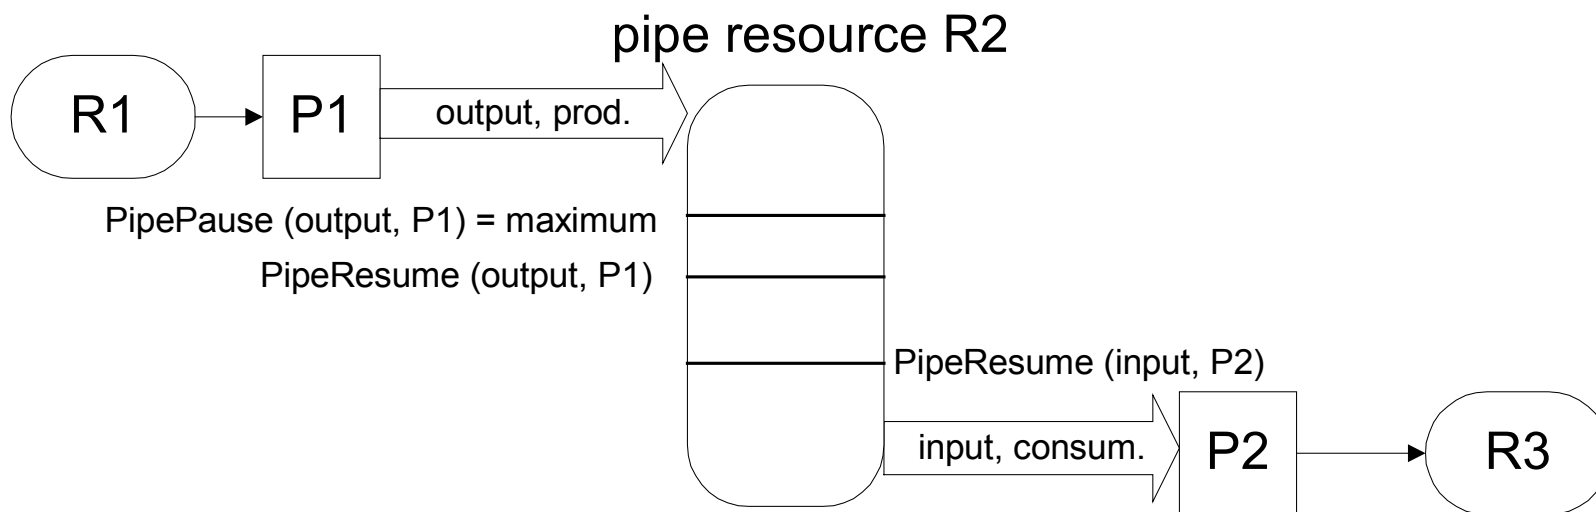 pipe resource R2
R1
P1
output, prod.
PipePause (output, P1) = maximum
PipeResume (output, P1)
PipeResume (input, P2)
input, consum.
P2
R3